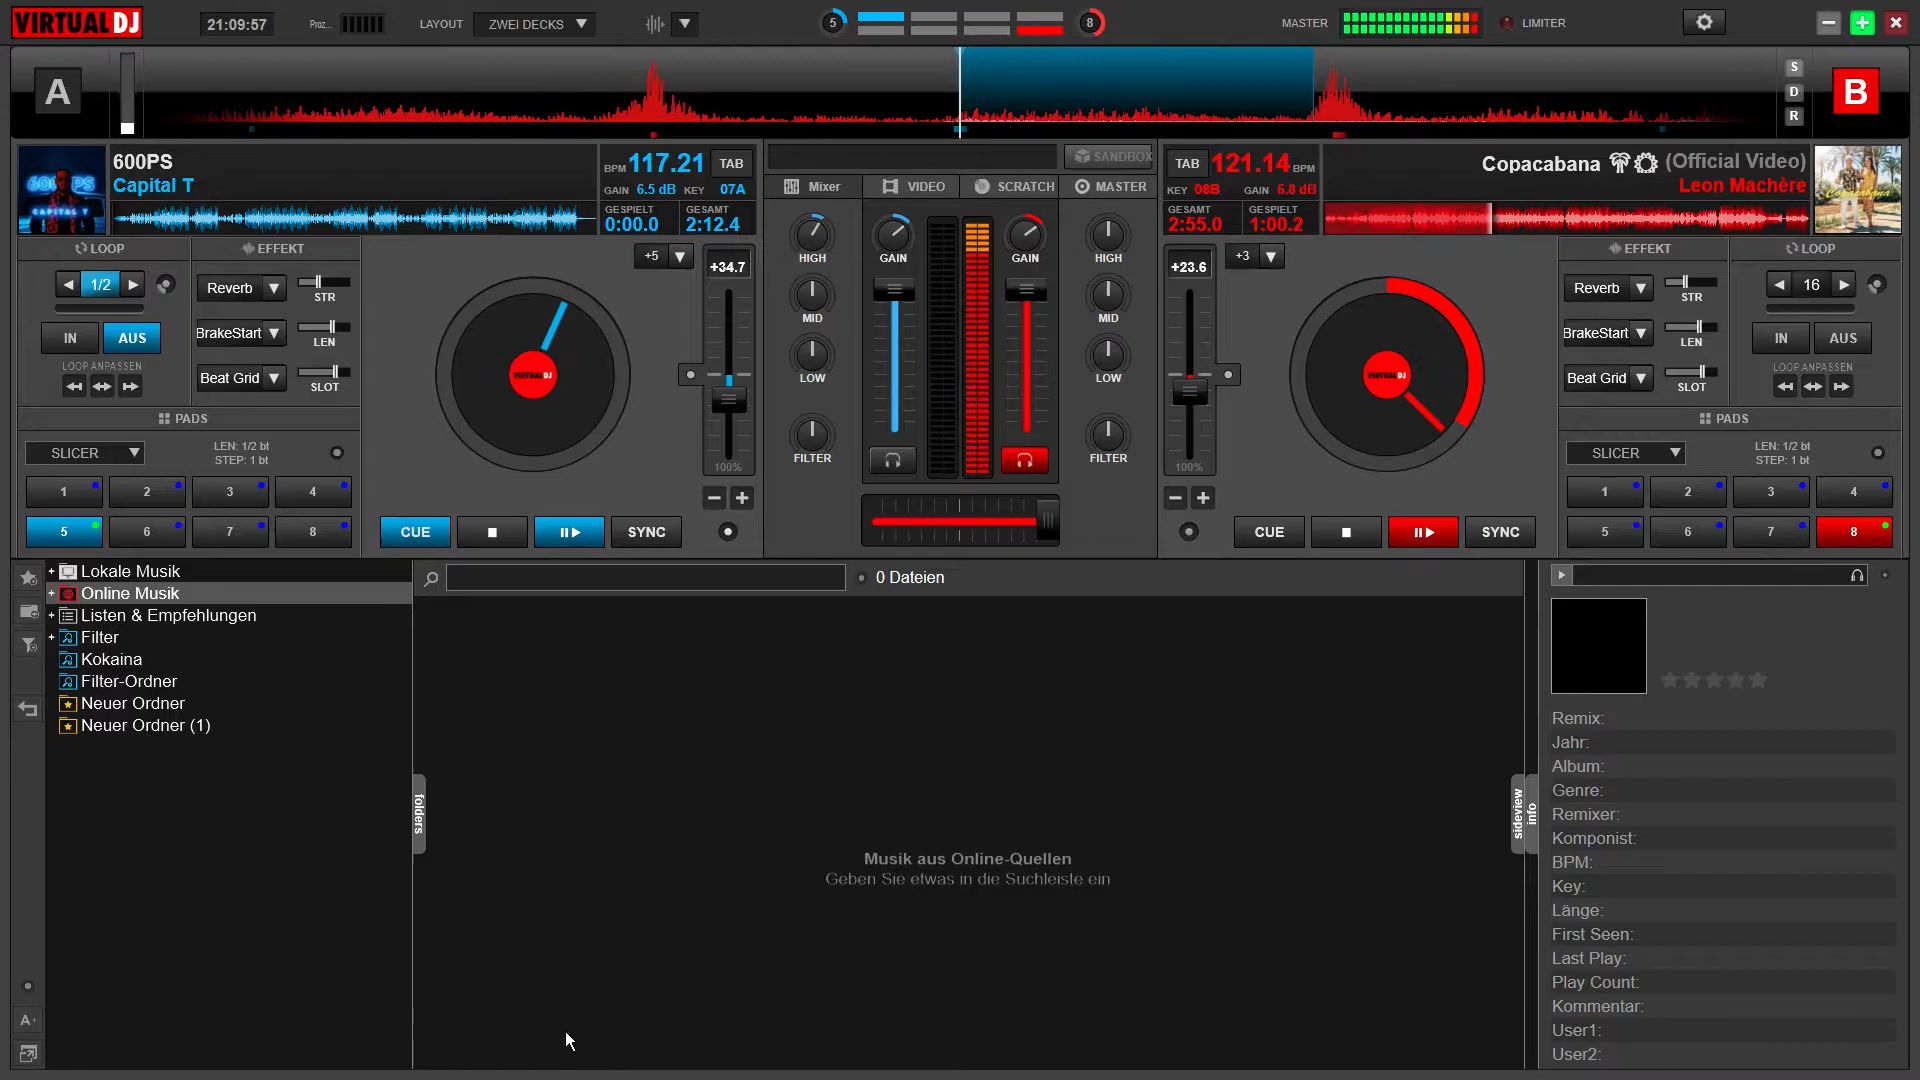 VIRTUAL DJ
21:09:57
Proz...
LAYOUT
ZWEI DECKS
5
8
MASTER
LIMITER
A
S
D
R
B
600PS
Capital T
BPM 117.21
TAB
GAIN 6.5 dB KEY 07A
GESPIELT
0:00.0
GESAMT
2:12.4
SANDBOX
Mixer
VIDEO
SCRATCH
MASTER
TAB
121.14 BPM
KEY 08B GAIN 6.8 dB
GESAMT
2:55.0
GESPIELT
1:00.2
Copacabana (Official Video)
Leon Machère
LOOP
1/2
IN
AUS
LOOP ANPASSEN
EFFEKT
Reverb
STR
BrakeStart
LEN
Beat Grid
SLOT
PADS
SLICER
LEN: 1/2 bt
STEP: 1 bt
1
2
3
4
5
6
7
8
+5
+34.7
VIRTUAL DJ
100%
CUE
SYNC
HIGH
MID
LOW
FILTER
GAIN
GAIN
HIGH
MID
LOW
FILTER
+23.6
+3
VIRTUAL DJ
100%
CUE
SYNC
EFFEKT
Reverb
STR
BrakeStart
LEN
Beat Grid
SLOT
LOOP
16
IN
AUS
LOOP ANPASSEN
PADS
SLICER
LEN: 1/2 bt
STEP: 1 bt
1
2
3
4
5
6
7
8
Lokale Musik
Online Musik
Listen & Empfehlungen
Filter
Kokaina
Filter-Ordner
Neuer Ordner
Neuer Ordner (1)
A
folders
0 Dateien
Musik aus Online-Quellen
Geben Sie etwas in die Suchleiste ein
sideview
info
Remix:
Jahr:
Album:
Genre:
Remixer:
Komponist:
BPM:
Key:
Länge:
First Seen:
Last Play:
Play Count:
Kommentar:
User1:
User2: